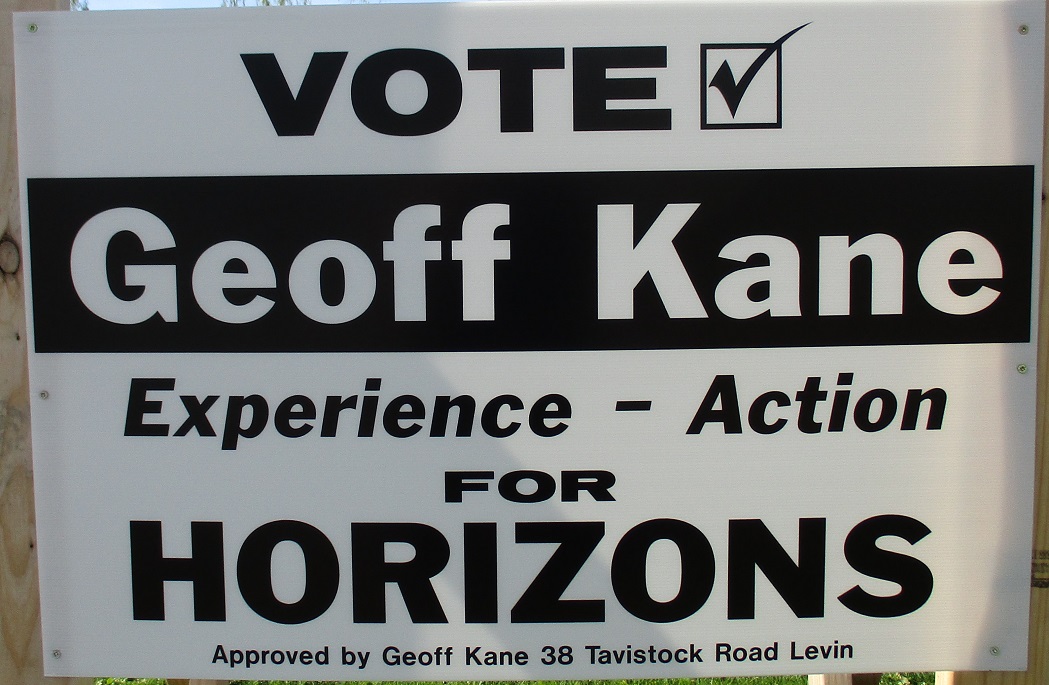 VOTE
Geoff Kane
Experience - Action
FOR
HORIZONS
Approved by Geoff Kane 38 Tavistock Road Levin